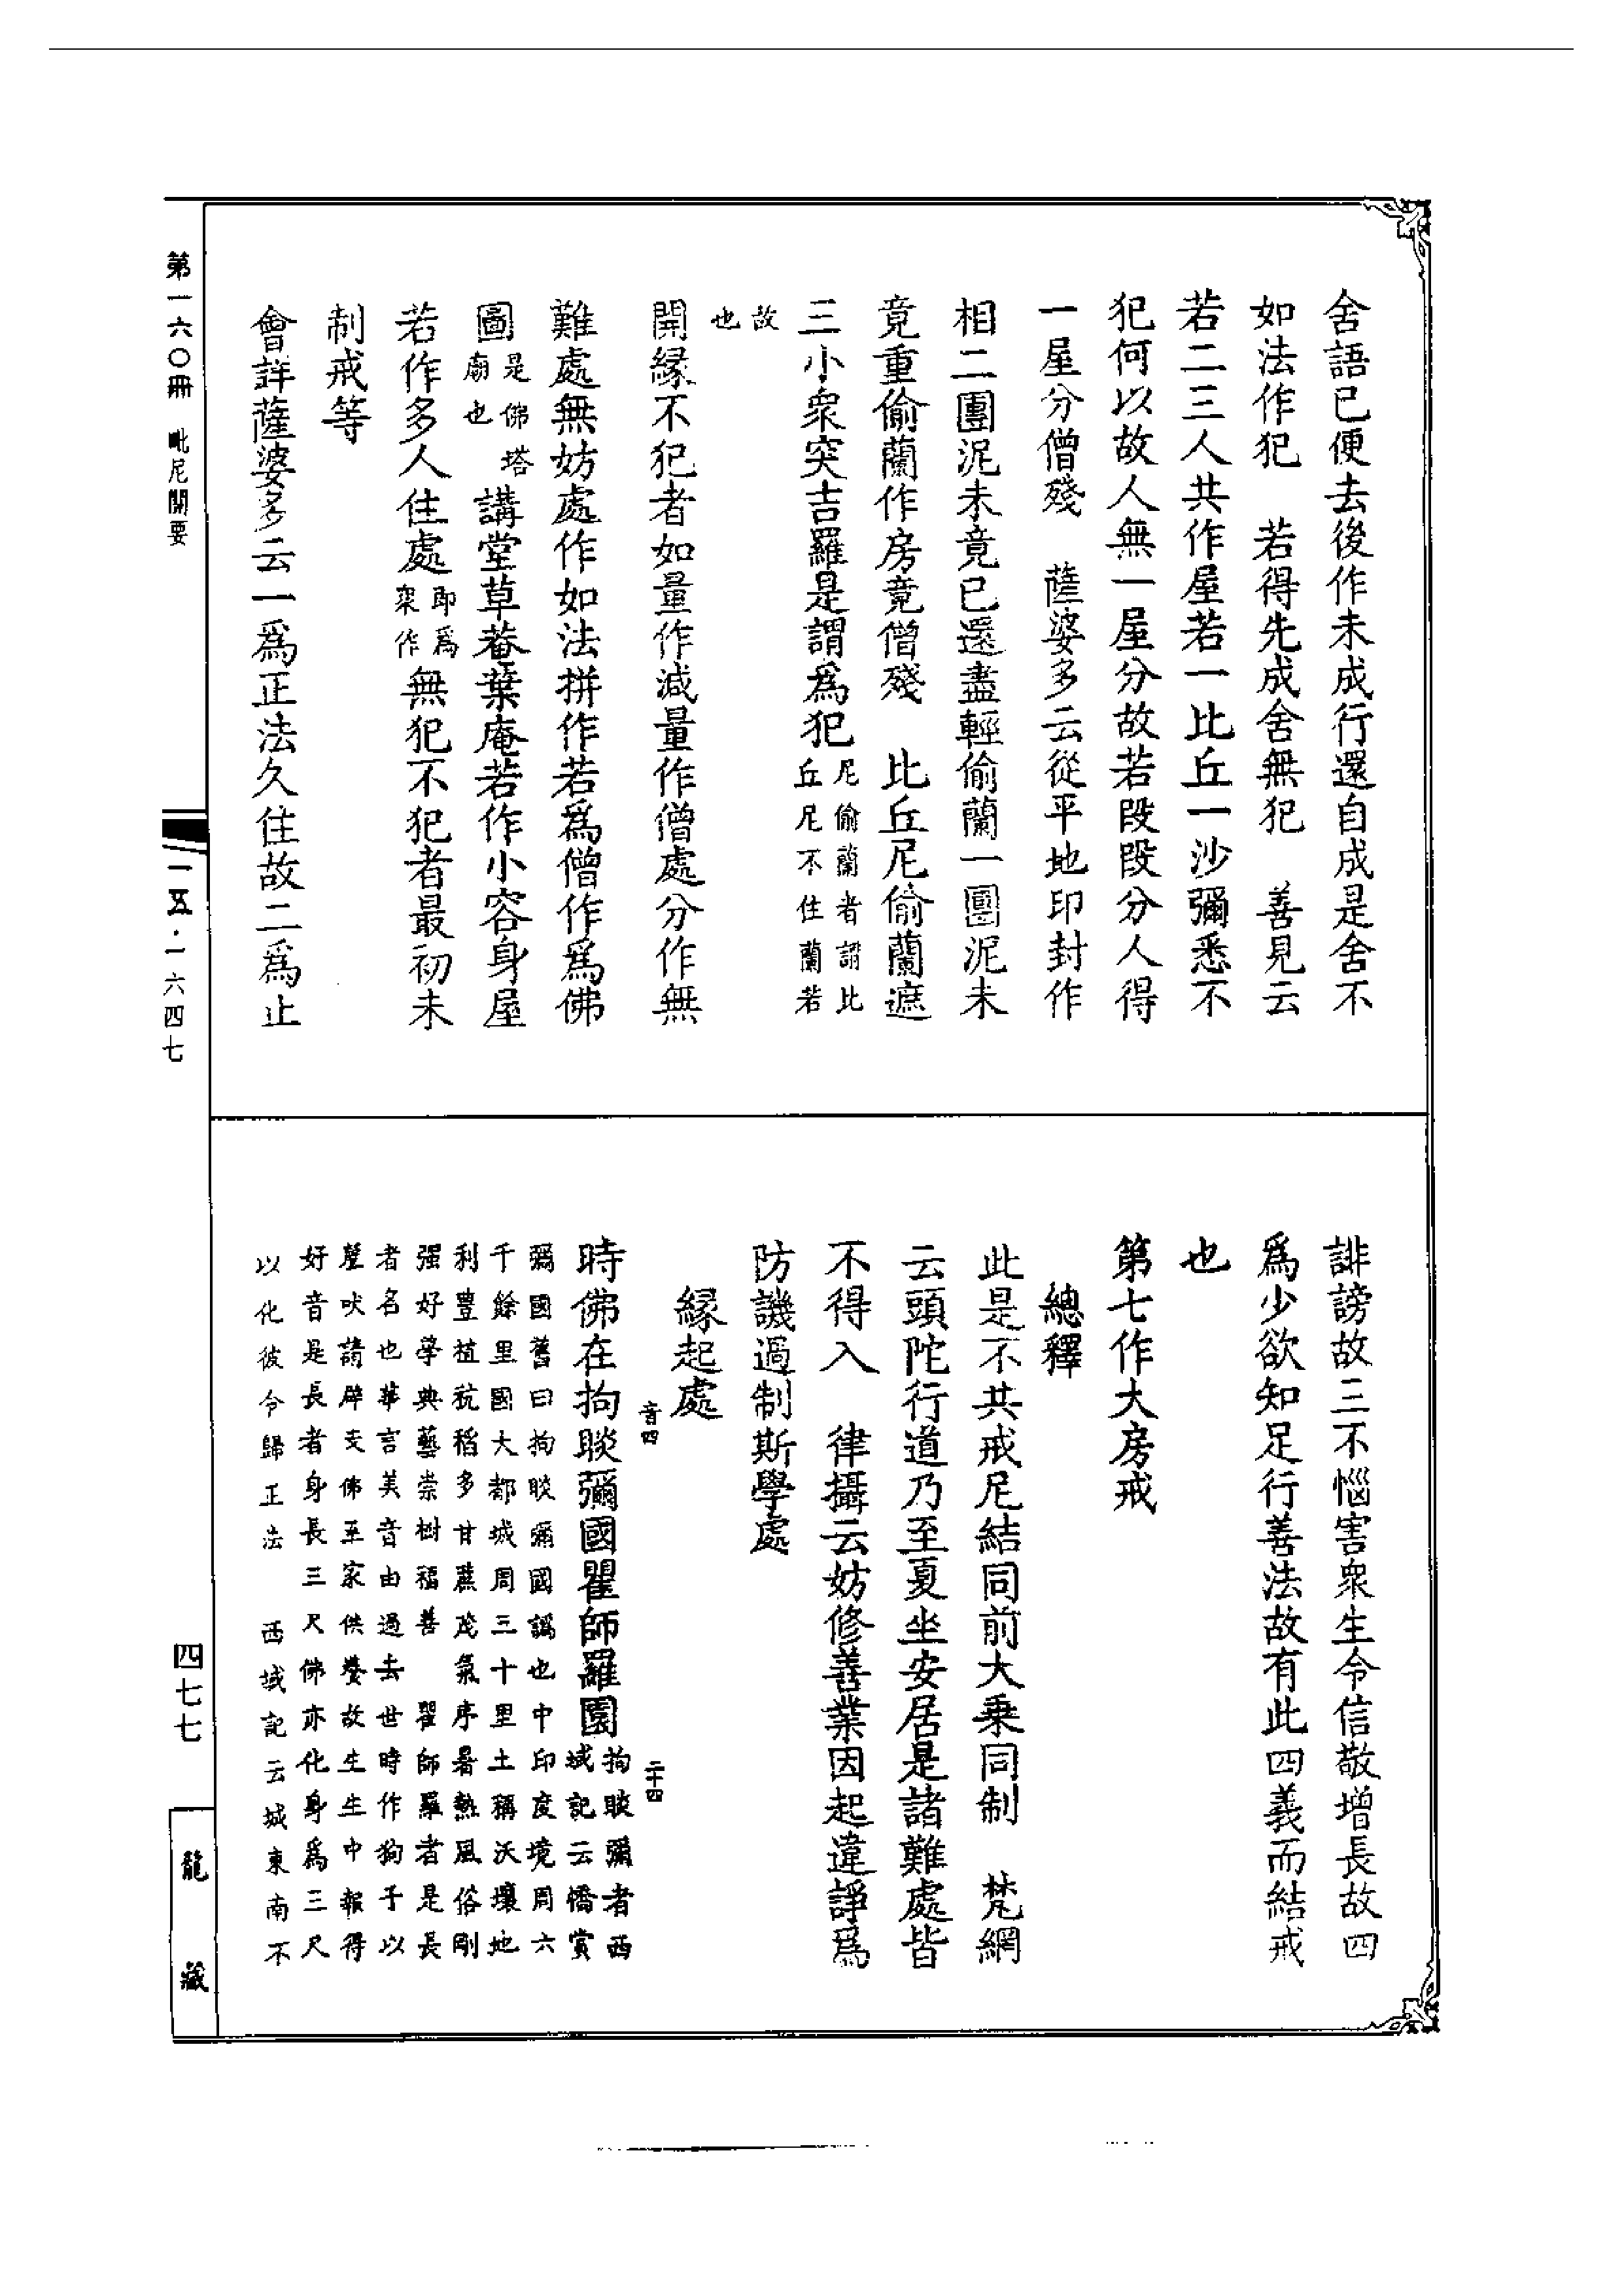 舍語已便去後作未成行還自成是舍不
如法作犯　若得先成舍無犯　善見云
若二三人共作屋若一比丘一沙彌悉不
犯何以故人無一屋分故若段段分人得
一屋分僧殘　薩婆多云從平地印封作
相二團泥未竟已還盡輕偷蘭一團泥未
竟重偷蘭作房竟僧殘　比丘尼偷蘭遮
三小衆突吉羅是謂爲犯尼偷蘭者謂比丘尼不住蘭若
故也
開緣不犯者如量作減量作僧處分作無
難處無妨處作如法拼作若爲僧作爲佛
圖是佛塔廟也講堂草菴葉庵若作小容身屋
若作多人住處即爲衆作無犯不犯者最初未
制戒等
會詳薩婆多云一爲正法久住故二爲止
誹謗故三不惱害衆生令信敬增長故四
爲少欲知足行善法故有此四義而結戒
也
第七作大房戒
總釋
此是不共戒尼結同前大乘同制　梵網
云頭陀行道乃至夏坐安居是諸難處皆
不得入　律攝云妨修善業因起違諍爲
防譏過制斯學處
緣起處
音四
二十四
時佛在拘睒彌國瞿師羅園拘睒彌者西
域記云憍賞
彌國舊曰拘睒彌國譌也中印度境周六
千餘里國大都城周三十里土稱沃壤地
利豐植秔稻多甘蔗茂氣序暑熱風俗剛
强好學典藝崇樹福善　瞿師羅者是長
者名也華言美音由過去世時作狗子以
聲吠請辟支佛至家供養故生生中報得
好音是長者身長三尺佛亦化身爲三尺
以化彼令歸正法　西域記云城東南不
第一六〇冊　毗尼關要
一五·一六四七
四七七
龍藏